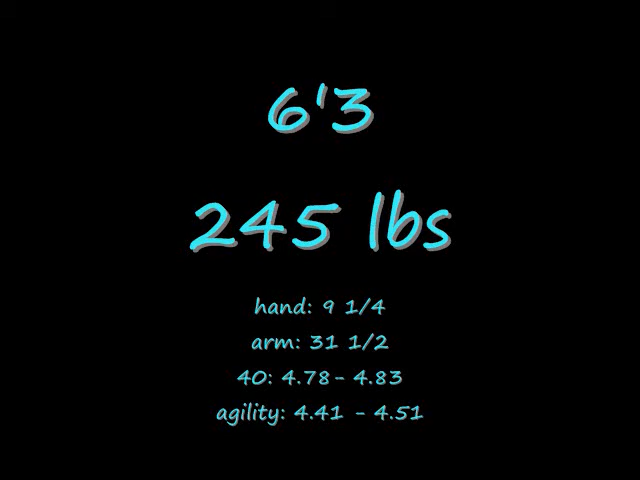 6'3
245 lbs
hand: 9 1/4
arm: 31 1/2
40: 4.78- 4.83
agility: 4.41 - 4.51